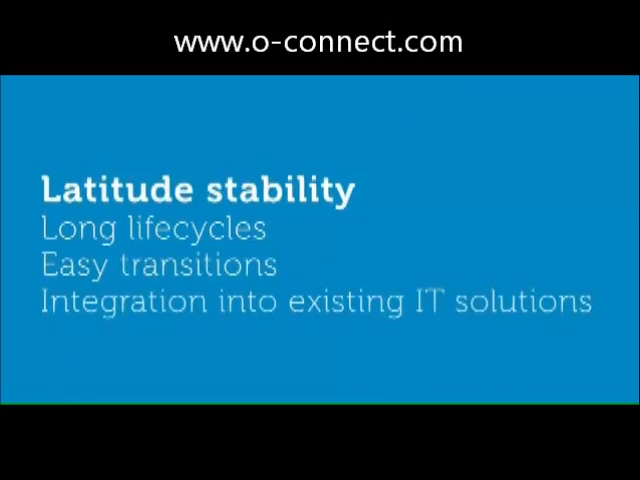 www.o-connect.com
Latitude stability
Long lifecycles
Easy transitions
Integration into existing IT solutions